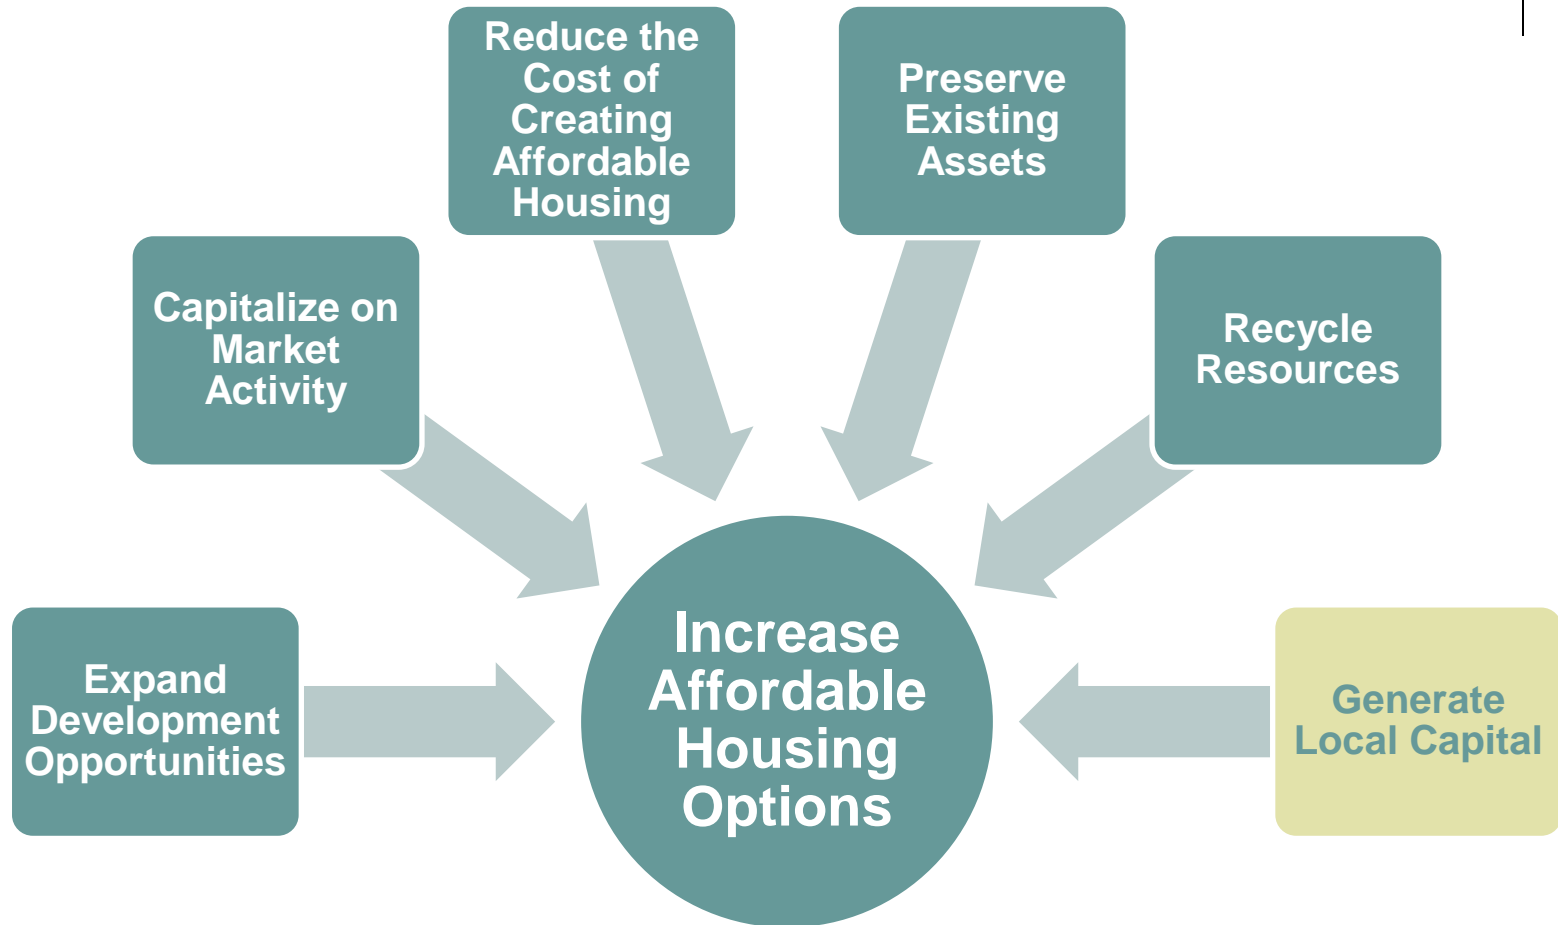 Reduce the
Cost of
Creating
Affordable
Housing
Preserve
Existing
Assets
Capitalize on
Market
Activity
Recycle
Resources
Expand
Development
Opportunities
Increase
Affordable
Housing
Options
Generate
Local Capital